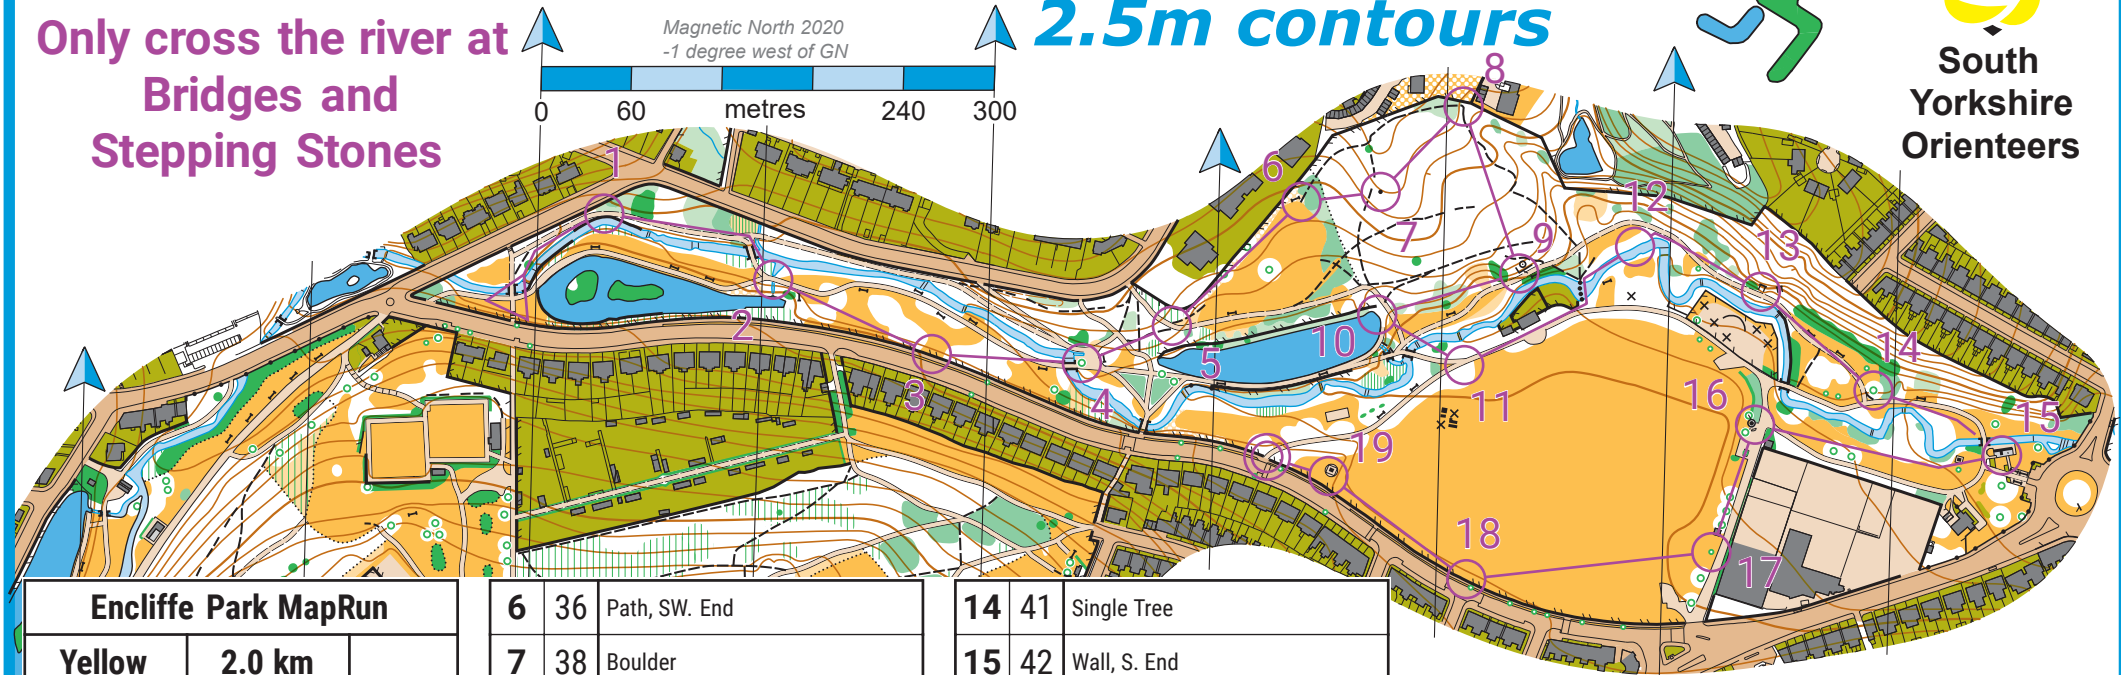 Only cross the river at
Bridges and
Stepping Stones
Magnetic North 2020
-1 degree west of GN
0 60 metres 240 300
2.5m contours
South
Yorkshire
Orienteers
1
2
3
4
5
6
7
8
9
10
11
12
13
14
15
16
17
18
19
Encliffe Park MapRun
Yellow 2.0 km
6 36 Path, SW. End
7 38 Boulder
14 41 Single Tree
15 42 Wall, S. End